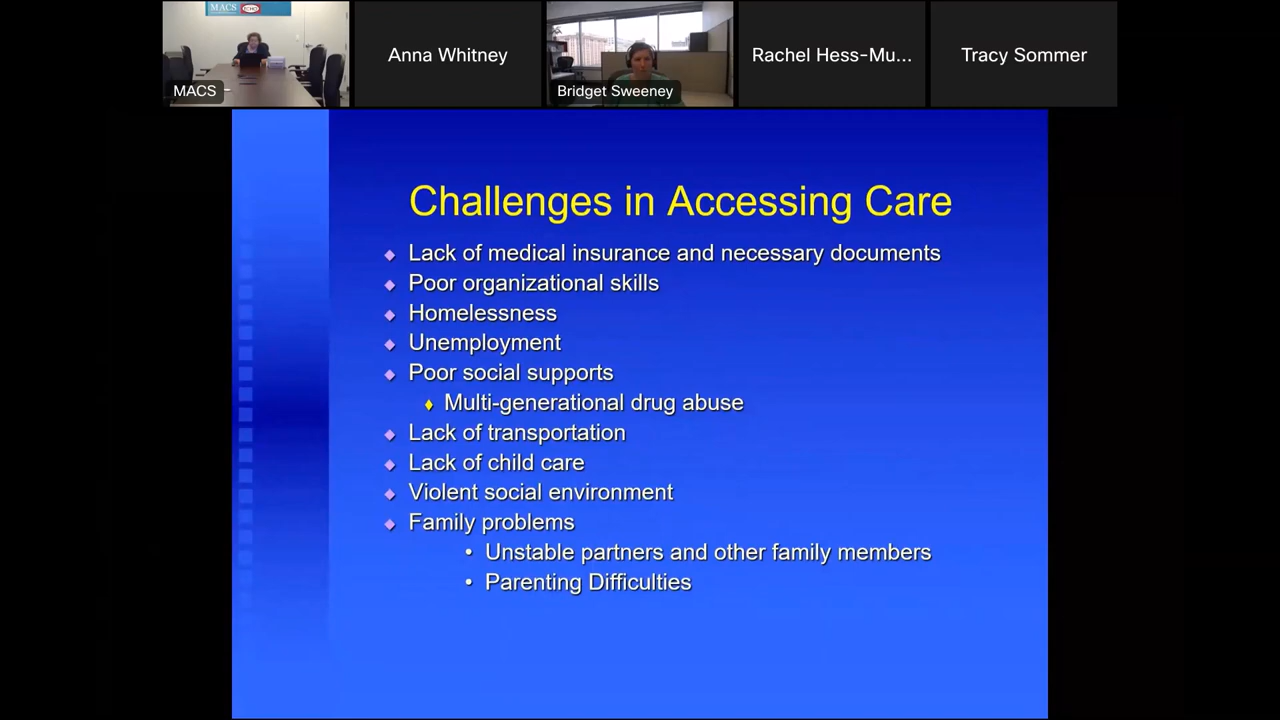 MACS
MACS
Anna Whitney
Bridget Sweeney
Rachel Hess-Mu...
Tracy Sommer
Challenges in Accessing Care
Lack of medical insurance and necessary documents
Poor organizational skills
Homelessness
Unemployment
Poor social supports
Multi-generational drug abuse
Lack of transportation
Lack of child care
Violent social environment
Family problems
Unstable partners and other family members
Parenting Difficulties